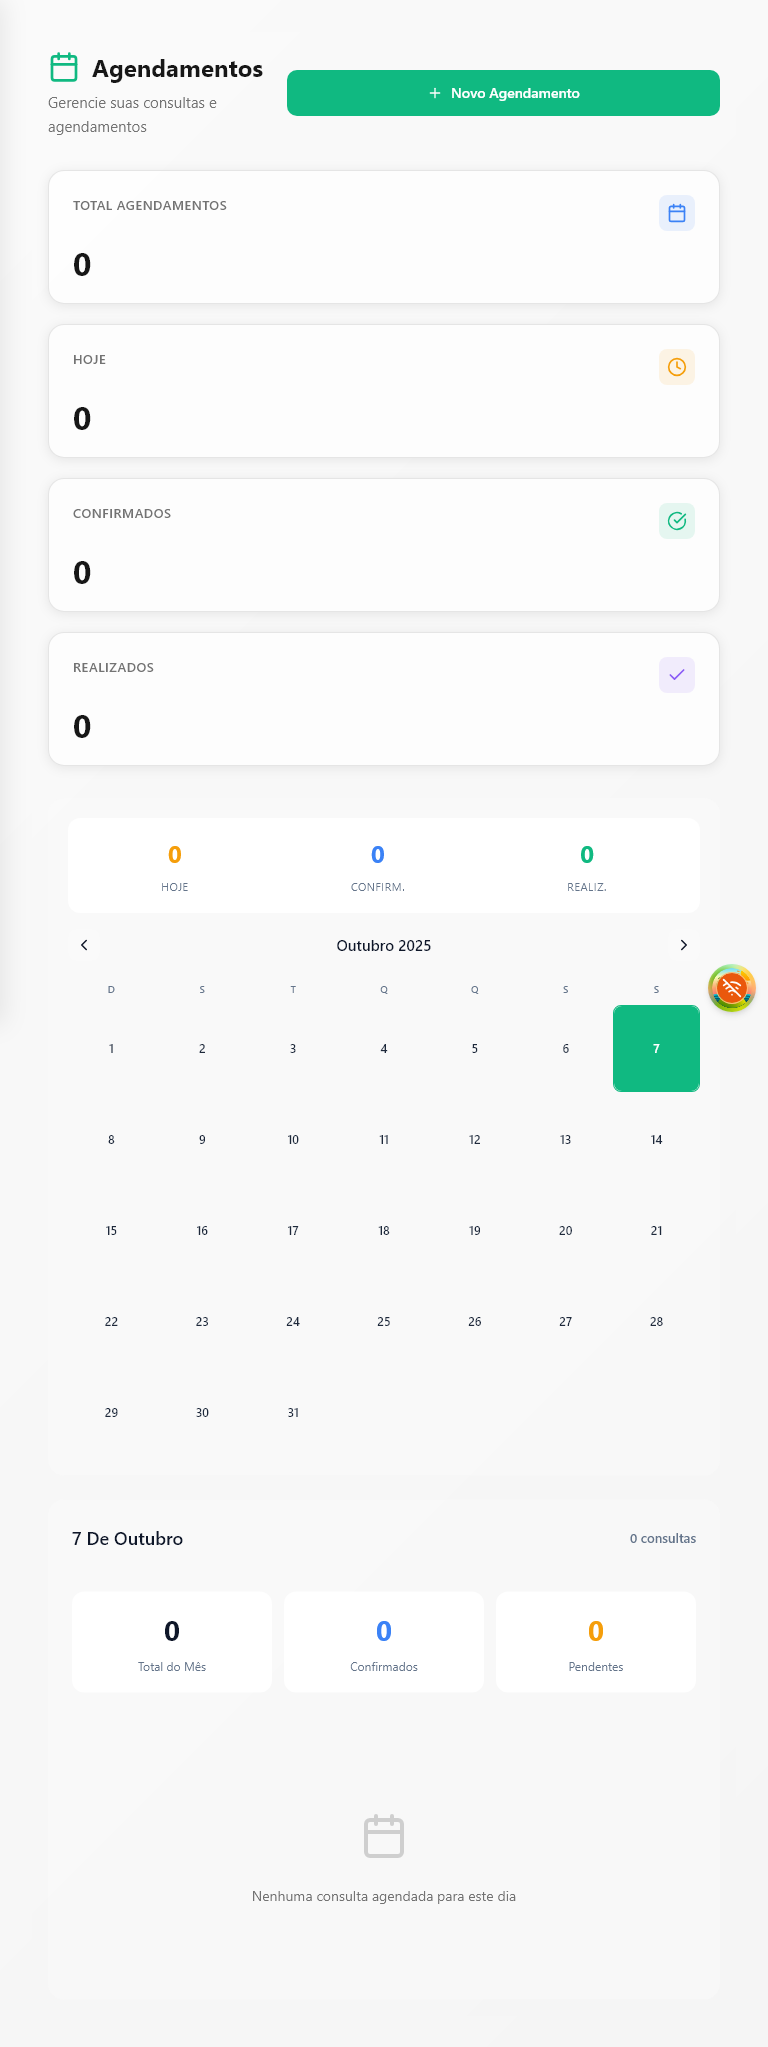 Agendamentos
Gerencie suas consultas e
agendamentos
Novo Agendamento
TOTAL AGENDAMENTOS
0
HOJE
0
CONFIRMADOS
0
REALIZADOS
0
0 0 0
HOJE CONFIRM. REALIZ.
Outubro 2025
D S T Q Q S S
1 2 3 4 5 6 7
8 9 10 11 12 13 14
15 16 17 18 19 20 21
22 23 24 25 26 27 28
29 30 31
7 De Outubro 0 consultas
0 0 0
Total do Mês Confirmados Pendentes
Nenhuma consulta agendada para este dia